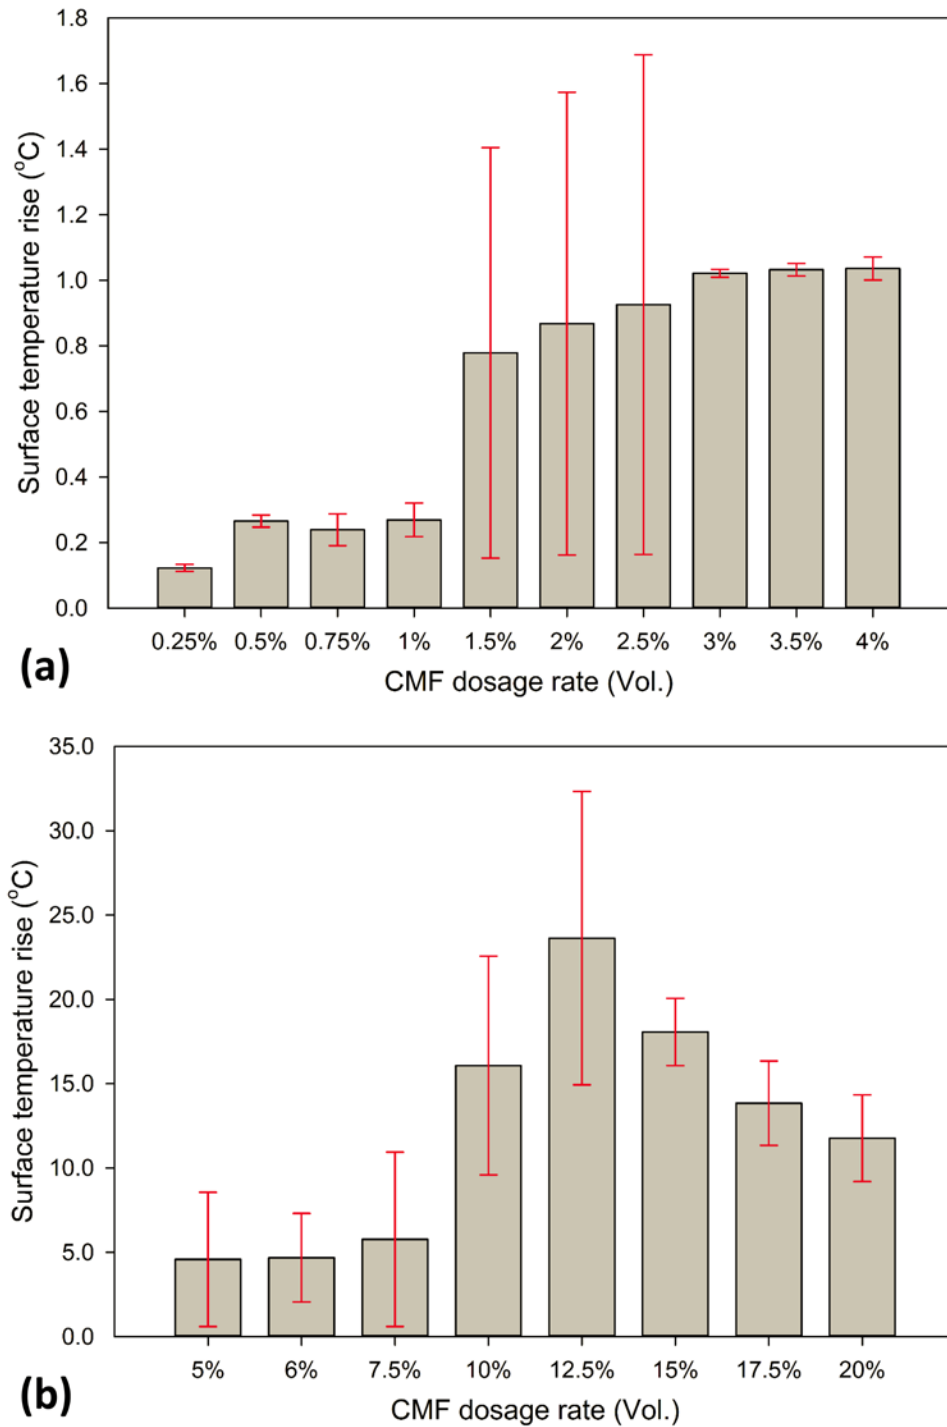 1.8
1.6
1.4
1.2
1.0
0.8
0.6
0.4
0.2
0.0
Surface temperature rise (°C)
0.25% 0.5% 0.75% 1% 1.5% 2% 2.5% 3% 3.5% 4%
(a)
CMF dosage rate (Vol.)
35.0
30.0
25.0
20.0
15.0
10.0
5.0
0.0
Surface temperature rise (°C)
5% 6% 7.5% 10% 12.5% 15% 17.5% 20%
(b)
CMF dosage rate (Vol.)